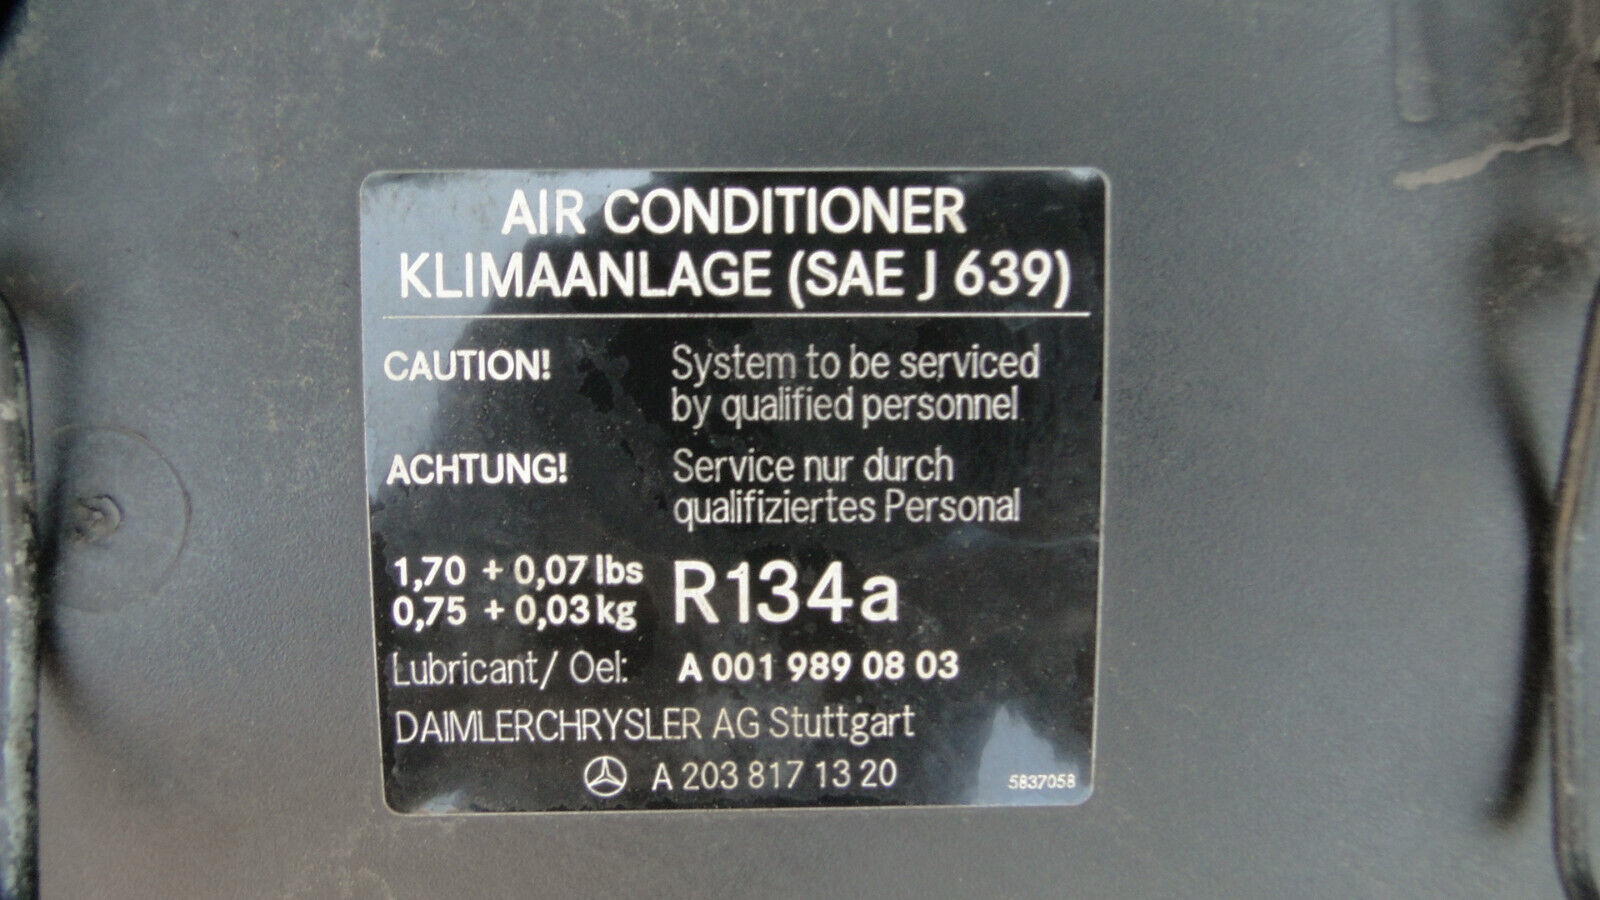 AIR CONDITIONER
KLIMAANLAGE (SAE J 639)
CAUTION! System to be serviced
by qualified personnel
ACHTUNG! Service nur durch
qualifiziertes Personal
1,70 + 0,07 lbs
0,75 + 0,03 kg
R134a
Lubricant/ Oel: A 001 989 08 03
DAIMLERCHRYSLER AG Stuttgart
A 203 817 13 20
5837058